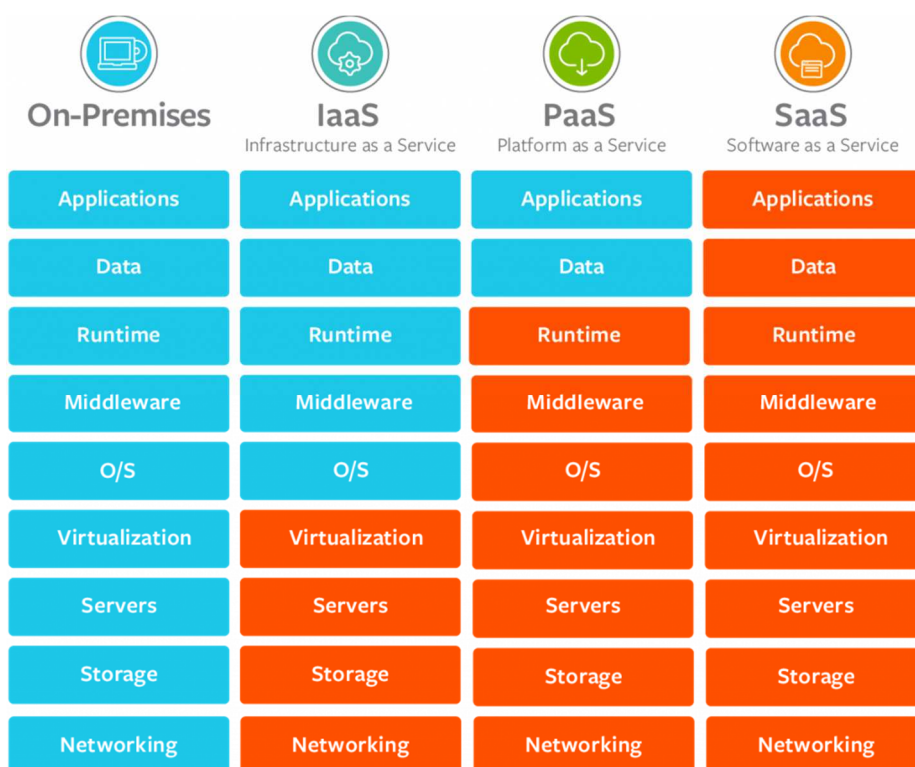 On-Premises
IaaS
Infrastructure as a Service
PaaS
Platform as a Service
SaaS
Software as a Service
Applications Applications Applications Applications
Data Data Data Data
Runtime Runtime Runtime Runtime
Middleware Middleware Middleware Middleware
O/S O/S O/S O/S
Virtualization Virtualization Virtualization Virtualization
Servers Servers Servers Servers
Storage Storage Storage Storage
Networking Networking Networking Networking